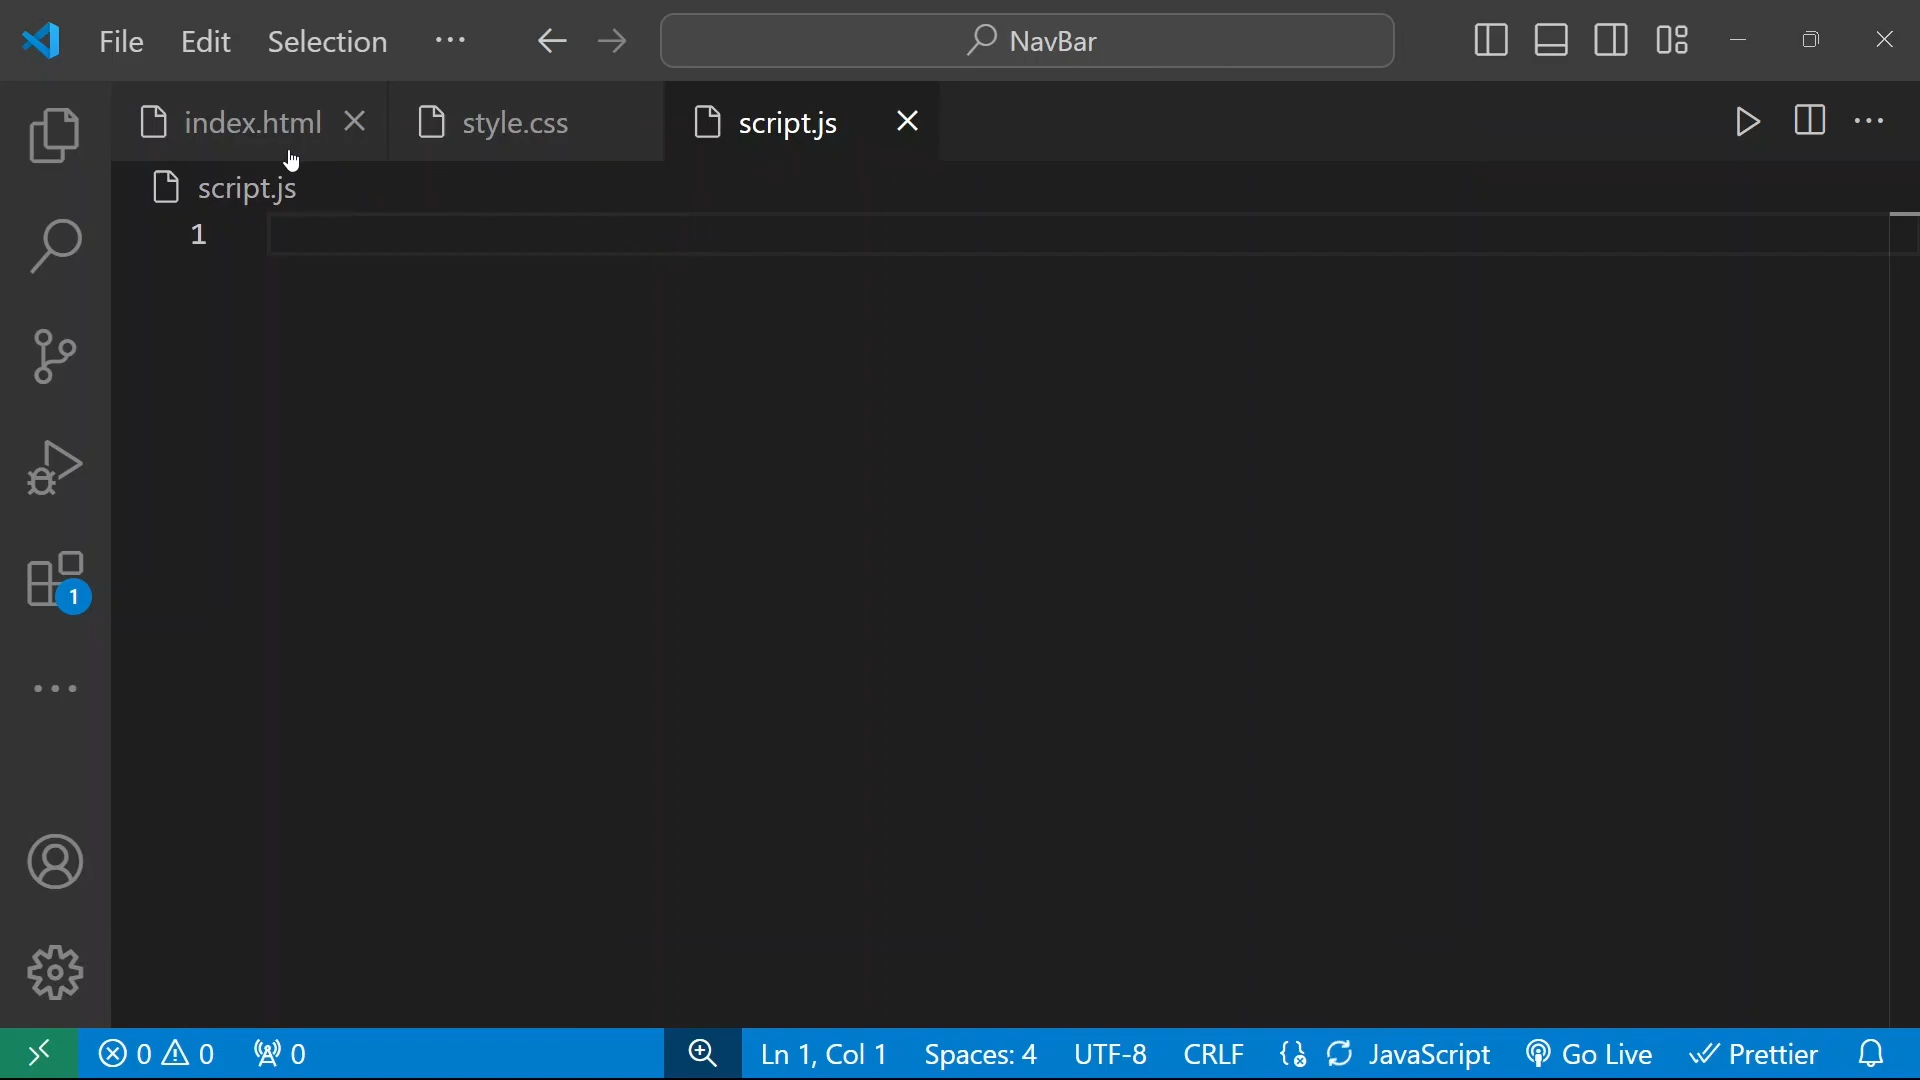 File Edit Selection ··· NavBar
index.html style.css script.js
script.js
1
1
0 0 0 Ln 1, Col 1 Spaces: 4 UTF-8 CRLF JavaScript Go Live Prettier